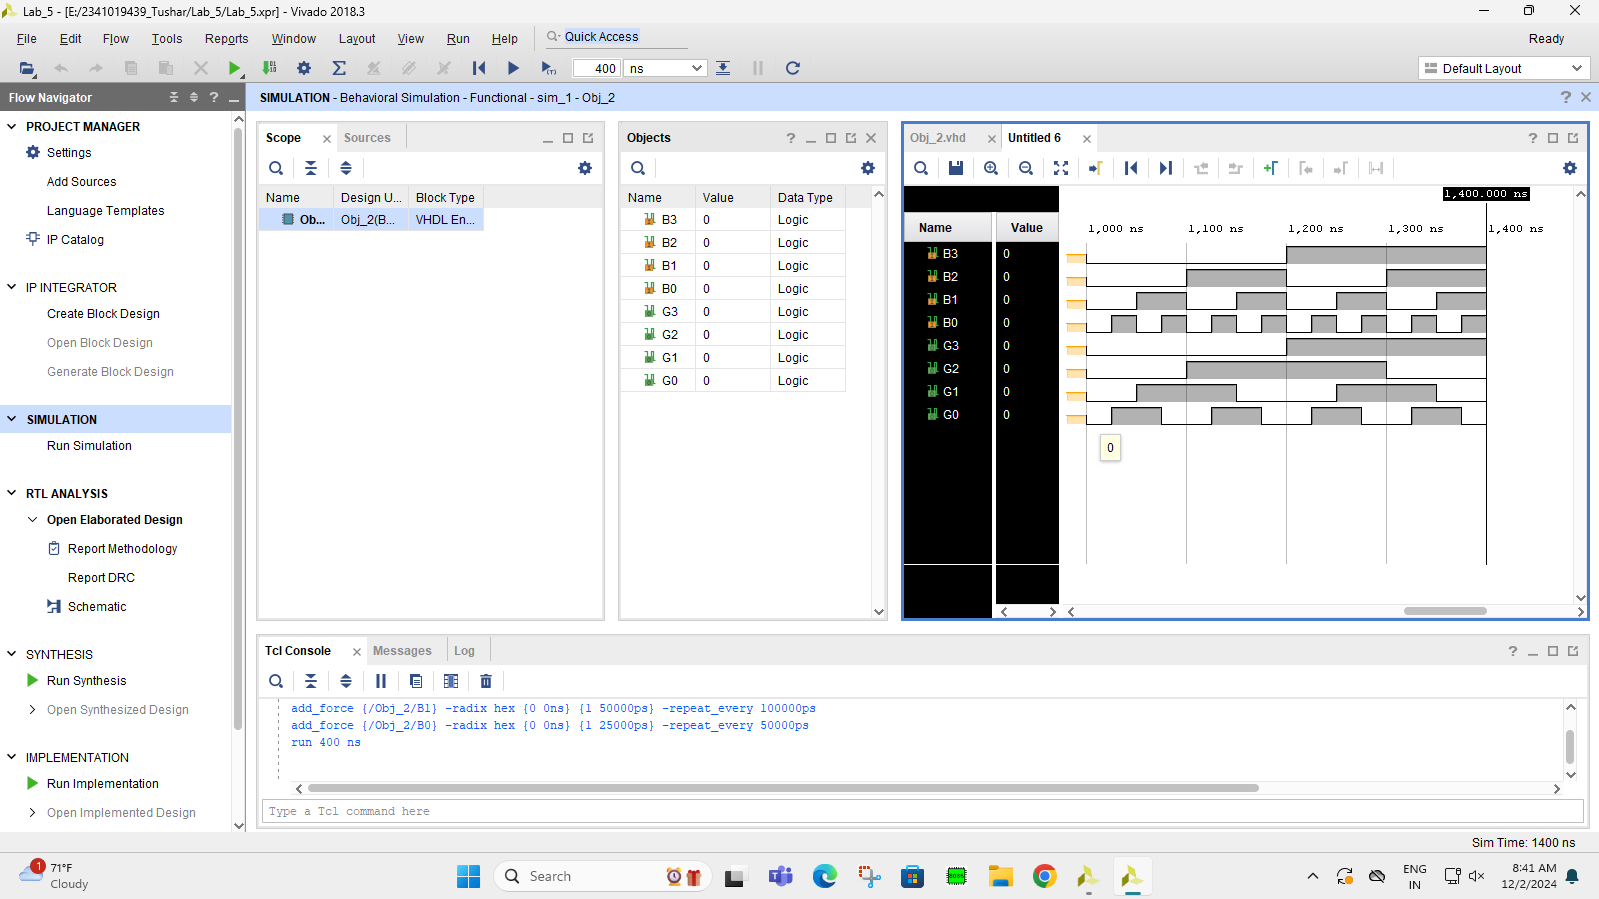 Lab_5 - [E:/2341019439_Tushar/Lab_5/Lab_5.xpr] - Vivado 2018.3
File Edit Flow Tools Reports Window Layout View Run Help Quick Access
Ready
400 ns
Default Layout
Flow Navigator
PROJECT MANAGER
Settings
Add Sources
Language Templates
IP Catalog
IP INTEGRATOR
Create Block Design
Open Block Design
Generate Block Design
SIMULATION
Run Simulation
RTL ANALYSIS
Open Elaborated Design
Report Methodology
Report DRC
Schematic
SYNTHESIS
Run Synthesis
Open Synthesized Design
IMPLEMENTATION
Run Implementation
Open Implemented Design
SIMULATION - Behavioral Simulation - Functional - sim_1 - Obj_2
Scope Sources
Name Design U... Block Type
Ob... Obj_2(B... VHDL En...
Objects
Name Value Data Type
B3 0 Logic
B2 0 Logic
B1 0 Logic
B0 0 Logic
G3 0 Logic
G2 0 Logic
G1 0 Logic
G0 0 Logic
Obj_2.vhd Untitled 6
1,400.000 ns
Name Value
1,000 ns 1,100 ns 1,200 ns 1,300 ns 1,400 ns
B3 0
B2 0
B1 0
B0 0
G3 0
G2 0
G1 0
G0 0
0
Tcl Console Messages Log
add_force {/Obj_2/B1} -radix hex {0 0ns} {1 50000ps} -repeat_every 100000ps
add_force {/Obj_2/B0} -radix hex {0 0ns} {1 25000ps} -repeat_every 50000ps
run 400 ns
Type a Tcl command here
Sim Time: 1400 ns
1
71°F
Cloudy
Search
8086
ENG
IN
8:41 AM
12/2/2024